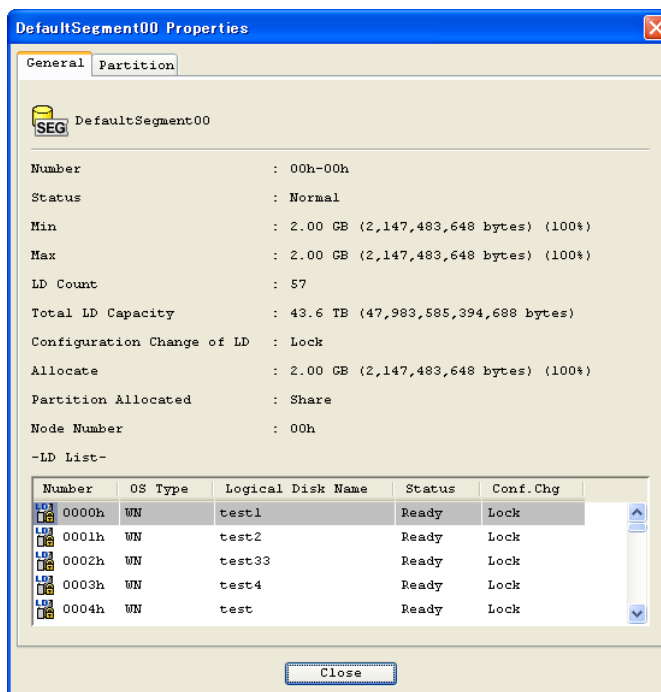 DefaultSegment00 Properties
General Partition
SEG DefaultSegment00
Number : 00h-00h
Status : Normal
Min : 2.00 GB (2,147,483,648 bytes) (100%)
Max : 2.00 GB (2,147,483,648 bytes) (100%)
LD Count : 57
Total LD Capacity : 43.6 TB (47,983,585,394,688 bytes)
Configuration Change of LD : Lock
Allocate : 2.00 GB (2,147,483,648 bytes) (100%)
Partition Allocated : Share
Node Number : 00h
-LD List-
Number OS Type Logical Disk Name Status Conf.Chg
LD 0000h WN test1 Ready Lock
LD 0001h WN test2 Ready Lock
LD 0002h WN test33 Ready Lock
LD 0003h WN test4 Ready Lock
LD 0004h WN test Ready Lock
Close